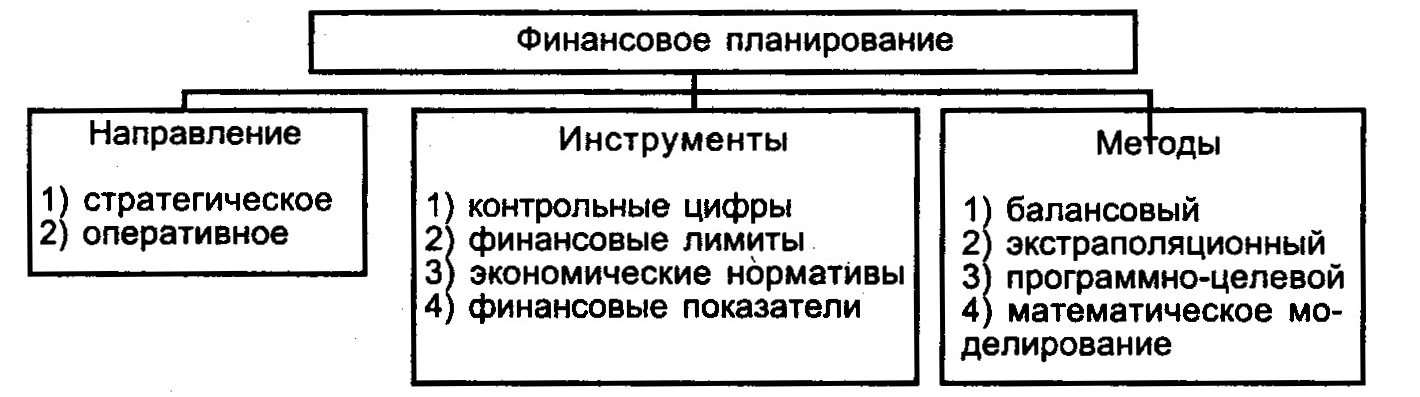 Финансовое планирование
Направление
1) стратегическое
2) оперативное
Инструменты
1) контрольные цифры
2) финансовые лимиты
3) экономические нормативы
4) финансовые показатели
Методы
1) балансовый
2) экстраполяционный
3) программно-целевой
4) математическое мо-
делирование